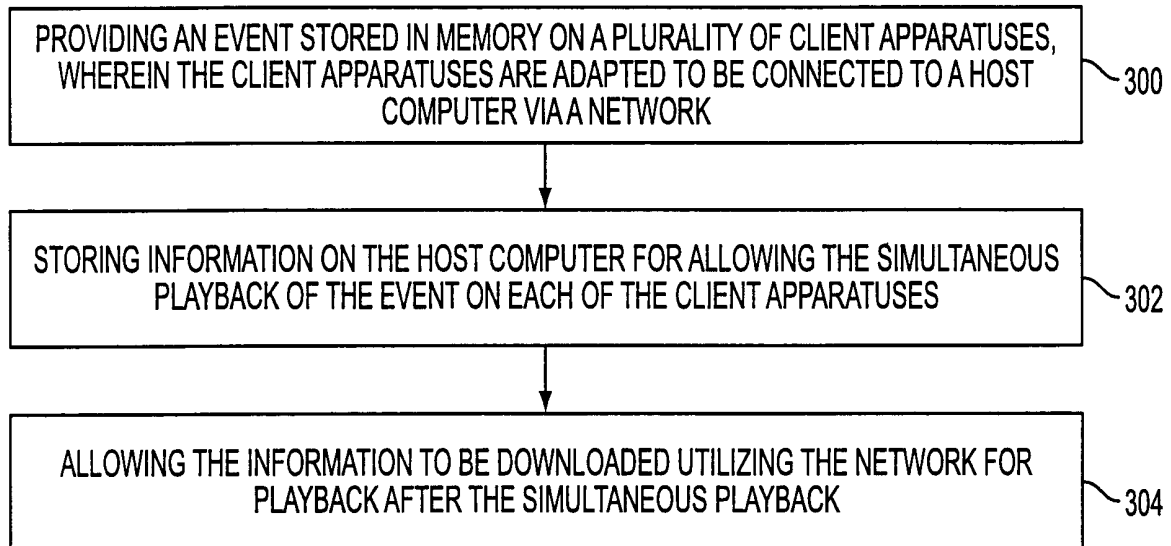 PROVIDING AN EVENT STORED IN MEMORY ON A PLURALITY OF CLIENT APPARATUSES,
WHEREIN THE CLIENT APPARATUSES ARE ADAPTED TO BE CONNECTED TO A HOST
COMPUTER VIA A NETWORK
300
STORING INFORMATION ON THE HOST COMPUTER FOR ALLOWING THE SIMULTANEOUS
PLAYBACK OF THE EVENT ON EACH OF THE CLIENT APPARATUSES
302
ALLOWING THE INFORMATION TO BE DOWNLOADED UTILIZING THE NETWORK FOR
PLAYBACK AFTER THE SIMULTANEOUS PLAYBACK
304